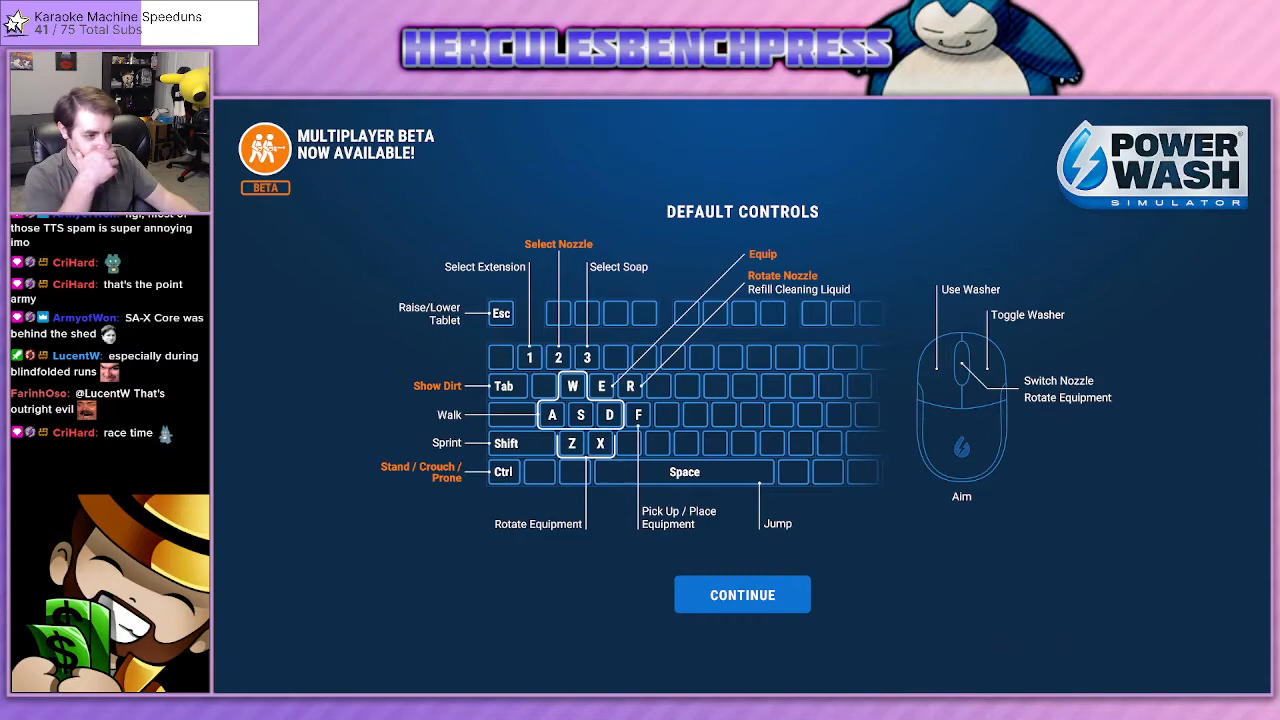 Karaoke Machine Speeduns
41 / 75 Total Subs
HERCULESBENCHPRESS
MULTIPLAYER BETA
NOW AVAILABLE!
BETA
POWER
WASH
SIMULATOR
DEFAULT CONTROLS
Select Nozzle
Select Extension
Select Soap
Equip
Rotate Nozzle
Refill Cleaning Liquid
Raise/Lower
Tablet
Esc
1 2 3
Show Dirt
Tab W E R
Walk
A S D F
Sprint
Shift Z X
Stand / Crouch /
Prone
Ctrl Space
Rotate Equipment
Pick Up / Place
Equipment
Jump
Use Washer
Toggle Washer
Switch Nozzle
Rotate Equipment
Aim
CONTINUE
ArmyofWon: ngl, most of
those TTS spam is super annoying
imo
CriHard:
CriHard: that's the point
army
ArmyofWon: SA-X Core was
behind the shed
LucentW: especially during
blindfolded runs
FarinhOso: @LucentW That's
outright evil
CriHard: race time